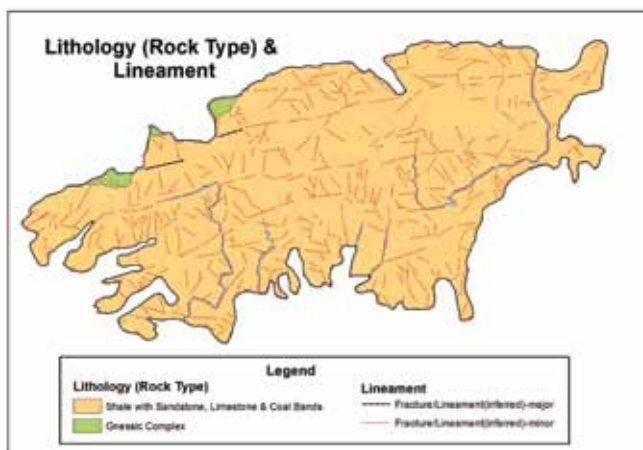 Lithology (Rock Type) &
Lineament
Legend
Lithology (Rock Type)
Shale with Sandstone, Limestone & Coal Bands
Gnessic Complex
Lineament
Fracture/Lineament(inferred)-major
Fracture/Lineament(inferred)-minor